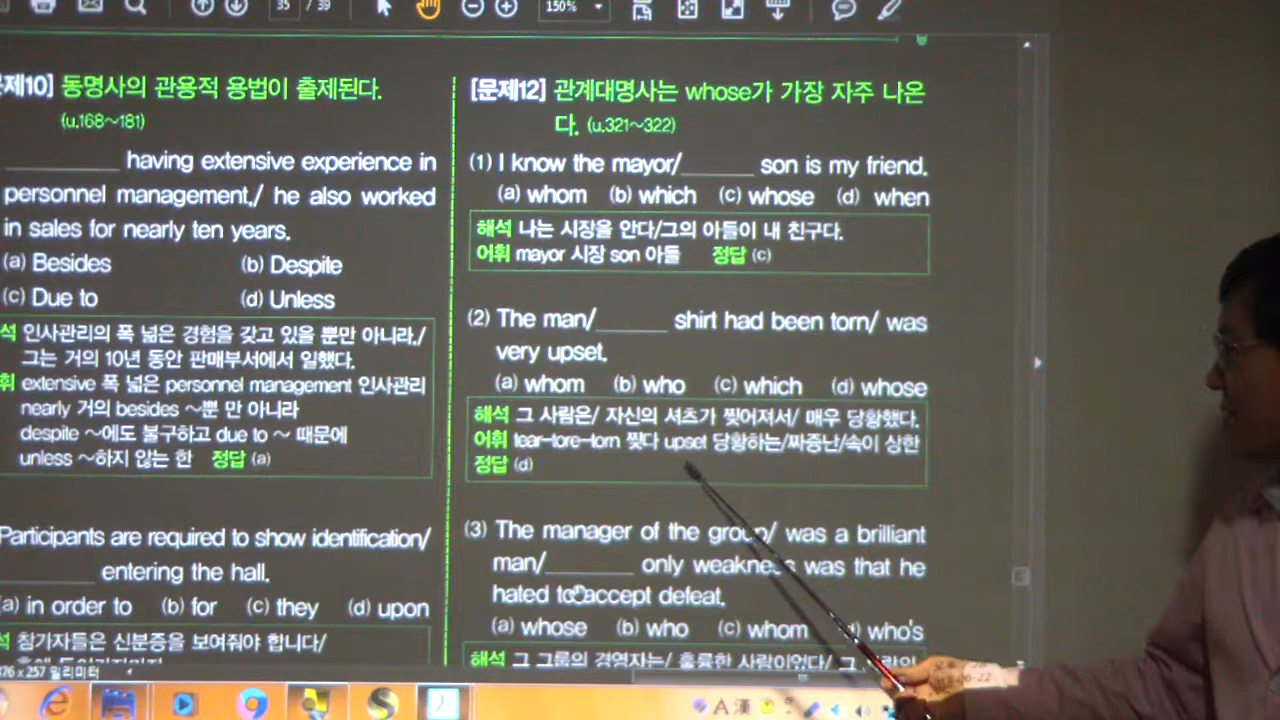 35 / 39
150%
제10] 동명사의 관용적 용법이 출제된다.
(u.168~181)
________ having extensive experience in
personnel management,/ he also worked
in sales for nearly ten years.
(a) Besides (b) Despite
(c) Due to (d) Unless
석 인사관리의 폭 넓은 경험을 갖고 있을 뿐만 아니라,/
그는 거의 10년 동안 판매부서에서 일했다.
휘 extensive 폭 넓은 personnel management 인사관리
nearly 거의 besides ~뿐 만 아니라
despite ~에도 불구하고 due to ~ 때문에
unless ~하지 않는 한 정답 (a)
Participants are required to show identification/
________ entering the hall.
(a) in order to (b) for (c) they (d) upon
석 참가자들은 신분증을 보여줘야 합니다/
[문제12] 관계대명사는 whose가 가장 자주 나온
다. (u.321~322)
(1) I know the mayor/______ son is my friend.
(a) whom (b) which (c) whose (d) when
해석 나는 시장을 안다/그의 아들이 내 친구다.
어휘 mayor 시장 son 아들 정답 (c)
(2) The man/______ shirt had been torn/ was
very upset.
(a) whom (b) who (c) which (d) whose
해석 그 사람은/ 자신의 셔츠가 찢어져서/ 매우 당황했다.
어휘 tear-tore-torn 찢다 upset 당황하는/짜증난/속이 상한
정답 (d)
(3) The manager of the group/ was a brilliant
man/_______ only weakness was that he
hated to accept defeat.
(a) whose (b) who (c) whom (d) who's
해석 그 그룹의 경영자는/ 훌륭한 사람이었다/ 그
376 x 257 밀리미터
A 漢